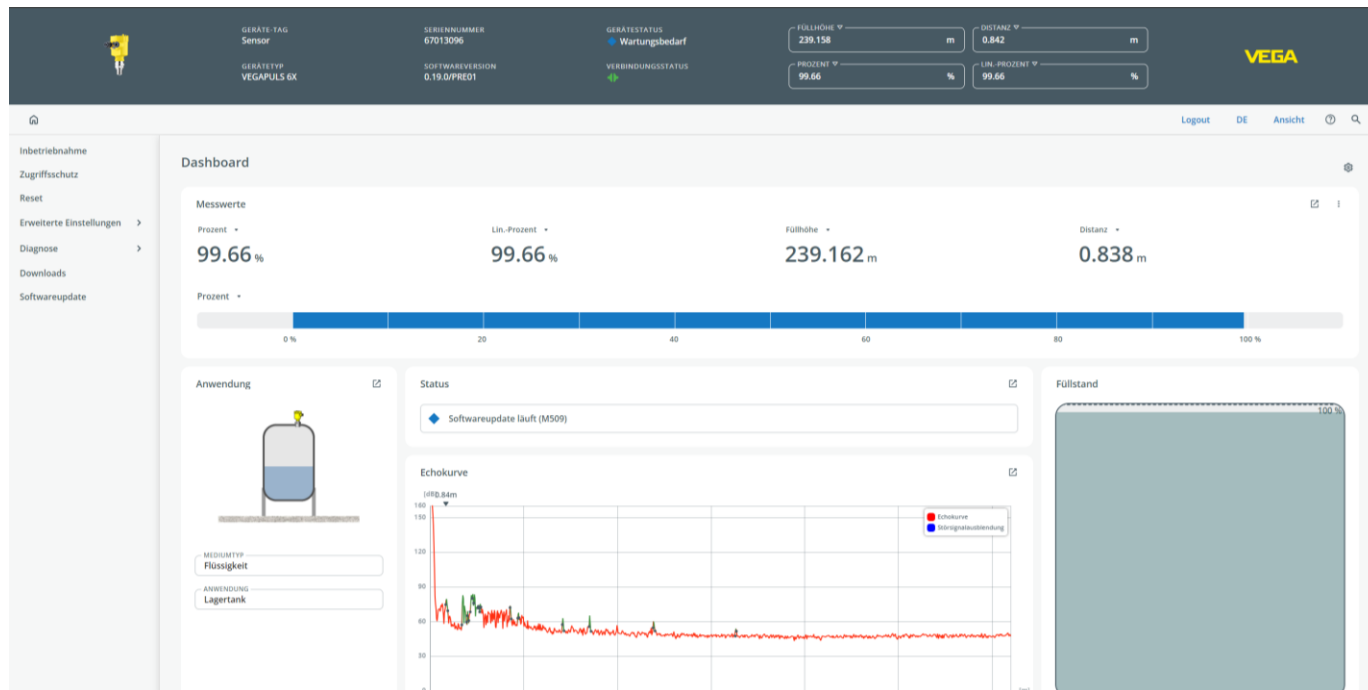 GERÄTE-TAG
Sensor
SERIENNUMMER
67013096
GERÄTESTATUS
Wartungsbedarf
FÜLLHÖHE
239.158 m
DISTANZ
0.842 m
GERÄTETYP
VEGAPULS 6X
SOFTWAREVERSION
0.19.0/PRE01
VERBINDUNGSSTATUS
PROZENT
99.66 %
LIN.-PROZENT
99.66 %
VEGA
Logout DE Ansicht
Inbetriebnahme
Zugriffsschutz
Reset
Erweiterte Einstellungen
Diagnose
Downloads
Softwareupdate
Dashboard
Messwerte
Prozent Lin.-Prozent Füllhöhe Distanz
99.66 % 99.66 % 239.162 m 0.838 m
Prozent
0 % 20 40 60 80 100 %
Anwendung
MEDIUMTYP
Flüssigkeit
ANWENDUNG
Lagertank
Status
Softwareupdate läuft (M509)
Echokurve
[dB]
0.84m
160
150
120
90
60
30
0
Echokurve
Störsignalausblendung
Füllstand
100 %